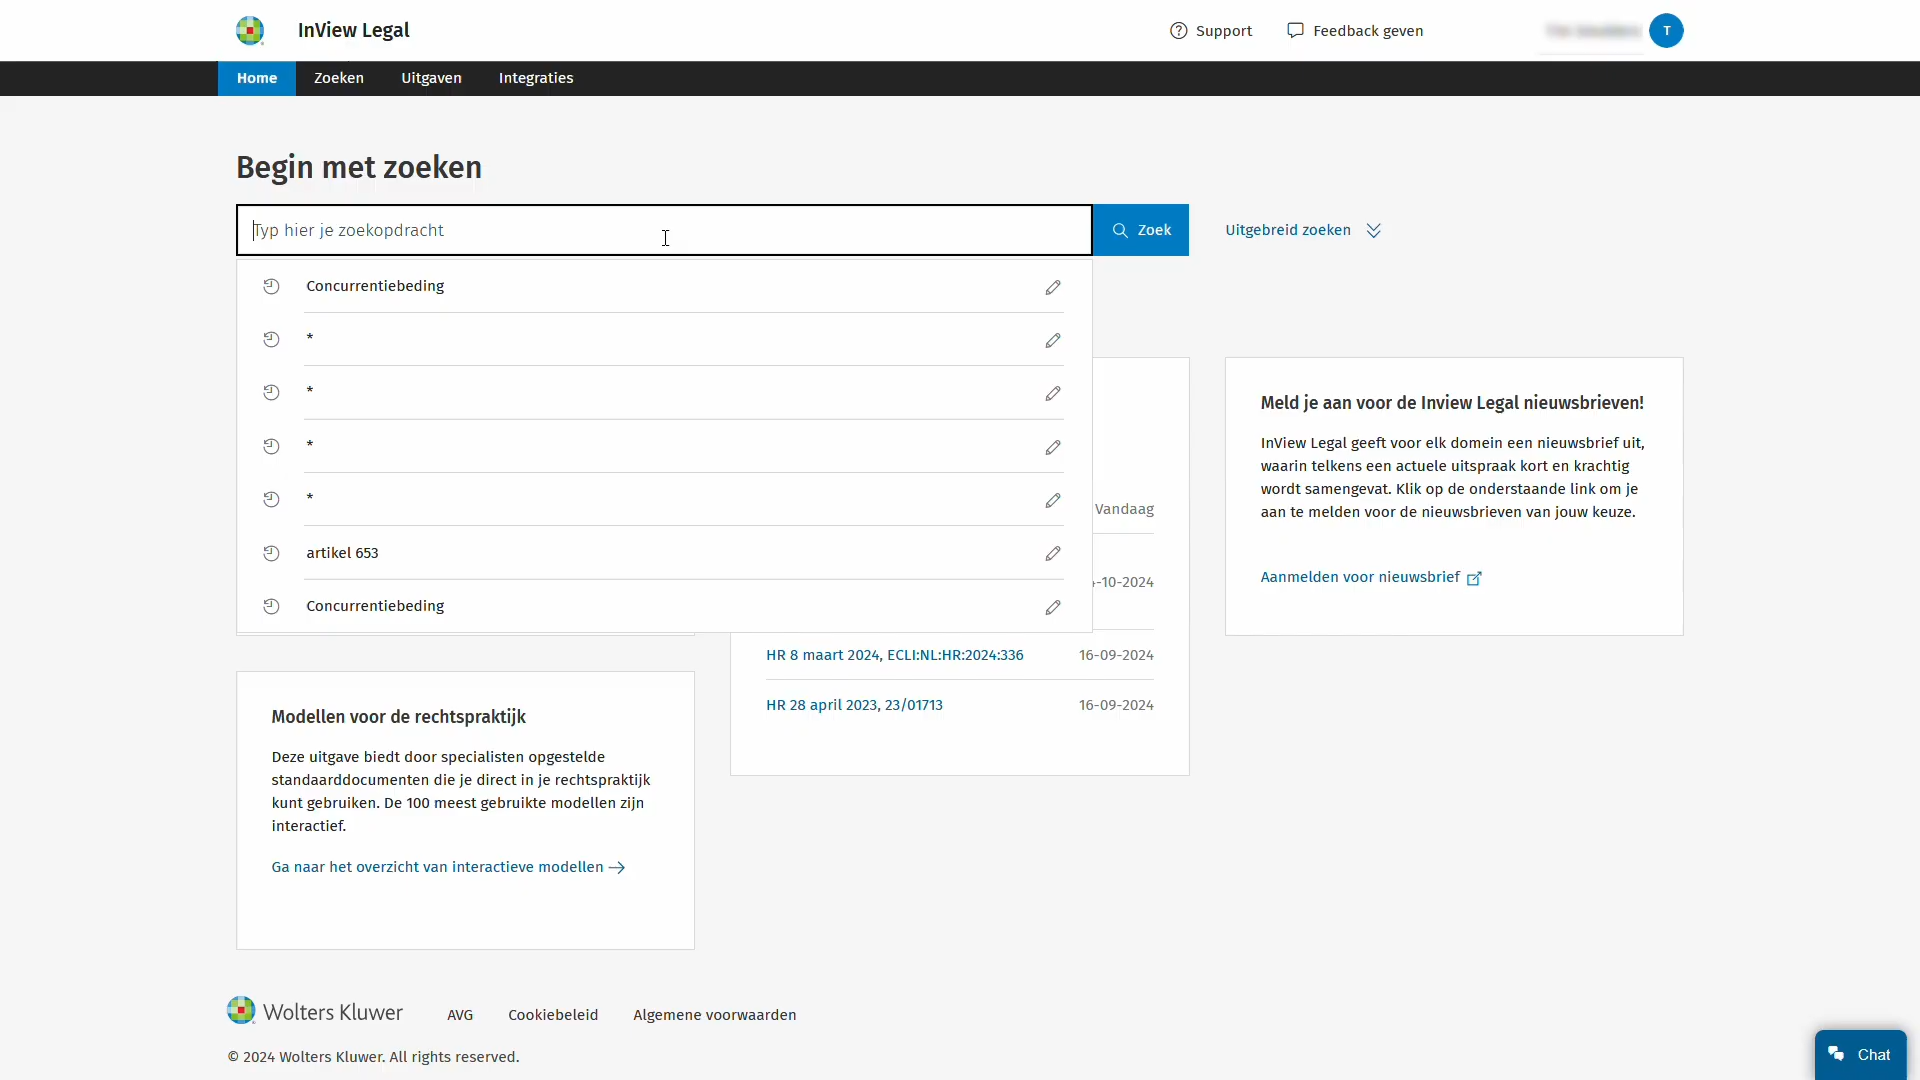 InView Legal
Support
Feedback geven
T
Home
Zoeken
Uitgaven
Integraties
Begin met zoeken
Typ hier je zoekopdracht
Zoek
Uitgebreid zoeken
Concurrentiebeding
*
*
*
*
artikel 653
Concurrentiebeding
Vandaag
-10-2024
HR 8 maart 2024, ECLI:NL:HR:2024:336
16-09-2024
HR 28 april 2023, 23/01713
16-09-2024
Meld je aan voor de Inview Legal nieuwsbrieven!
InView Legal geeft voor elk domein een nieuwsbrief uit,
waarin telkens een actuele uitspraak kort en krachtig
wordt samengevat. Klik op de onderstaande link om je
aan te melden voor de nieuwsbrieven van jouw keuze.
Aanmelden voor nieuwsbrief
Modellen voor de rechtspraktijk
Deze uitgave biedt door specialisten opgestelde
standaarddocumenten die je direct in je rechtspraktijk
kunt gebruiken. De 100 meest gebruikte modellen zijn
interactief.
Ga naar het overzicht van interactieve modellen
Wolters Kluwer
AVG
Cookiebeleid
Algemene voorwaarden
© 2024 Wolters Kluwer. All rights reserved.
Chat